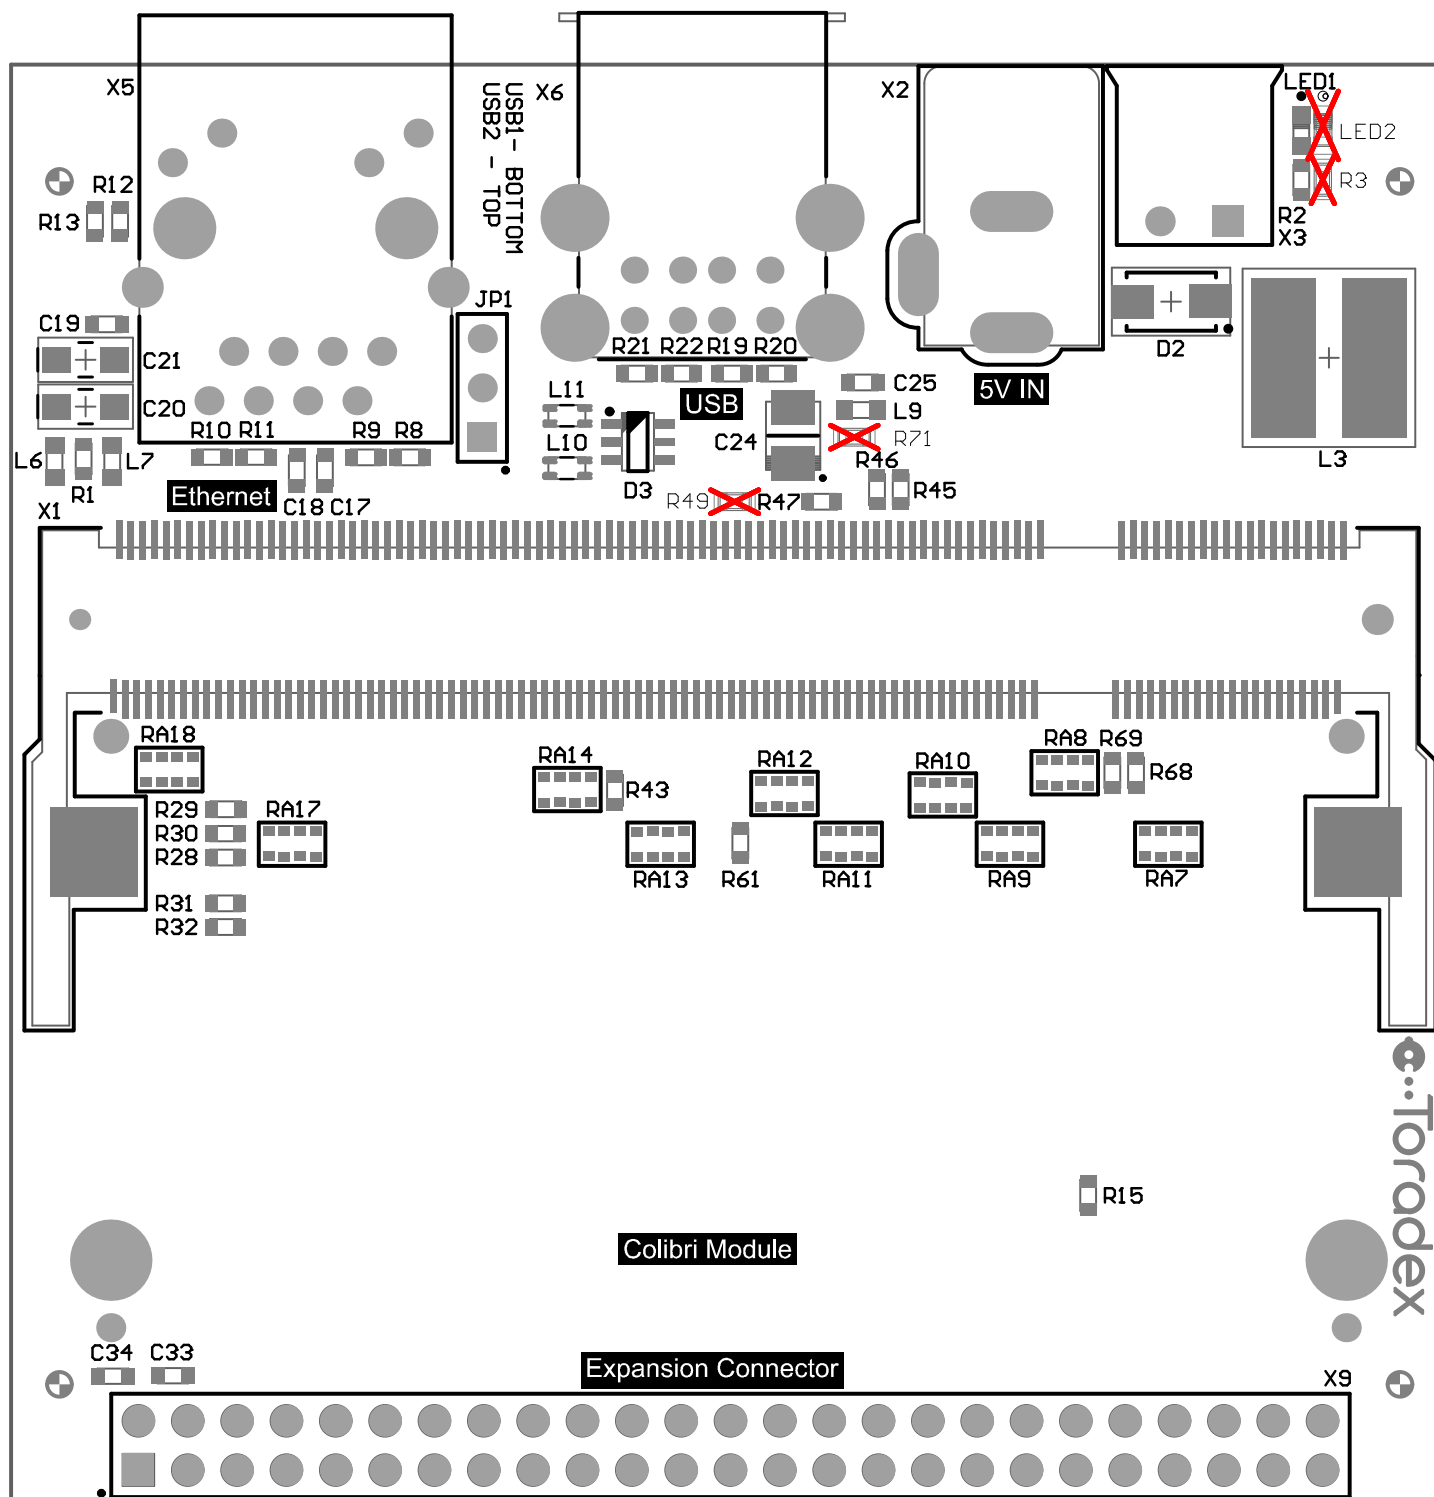 X5
USB1- BOTTOM
USB2 - TOP
X6
X2
LED1
LED2
R12
R13
R3
R2
X3
C19
JP1
C21
C20
R21
R22
R19
R20
D2
L11
L10
USB
C25
L9
5V IN
C24
R71
L3
R10
R11
R9
R8
L6
R1
L7
R46
D3
R49
R47
R45
Ethernet
C18
C17
X1
RA18
RA14
RA12
RA10
RA8
R69
R68
R43
R29
R30
R28
RA17
RA13
R61
RA11
RA9
RA7
R31
R32
Toradex
R15
Colibri Module
C34
C33
Expansion Connector
X9